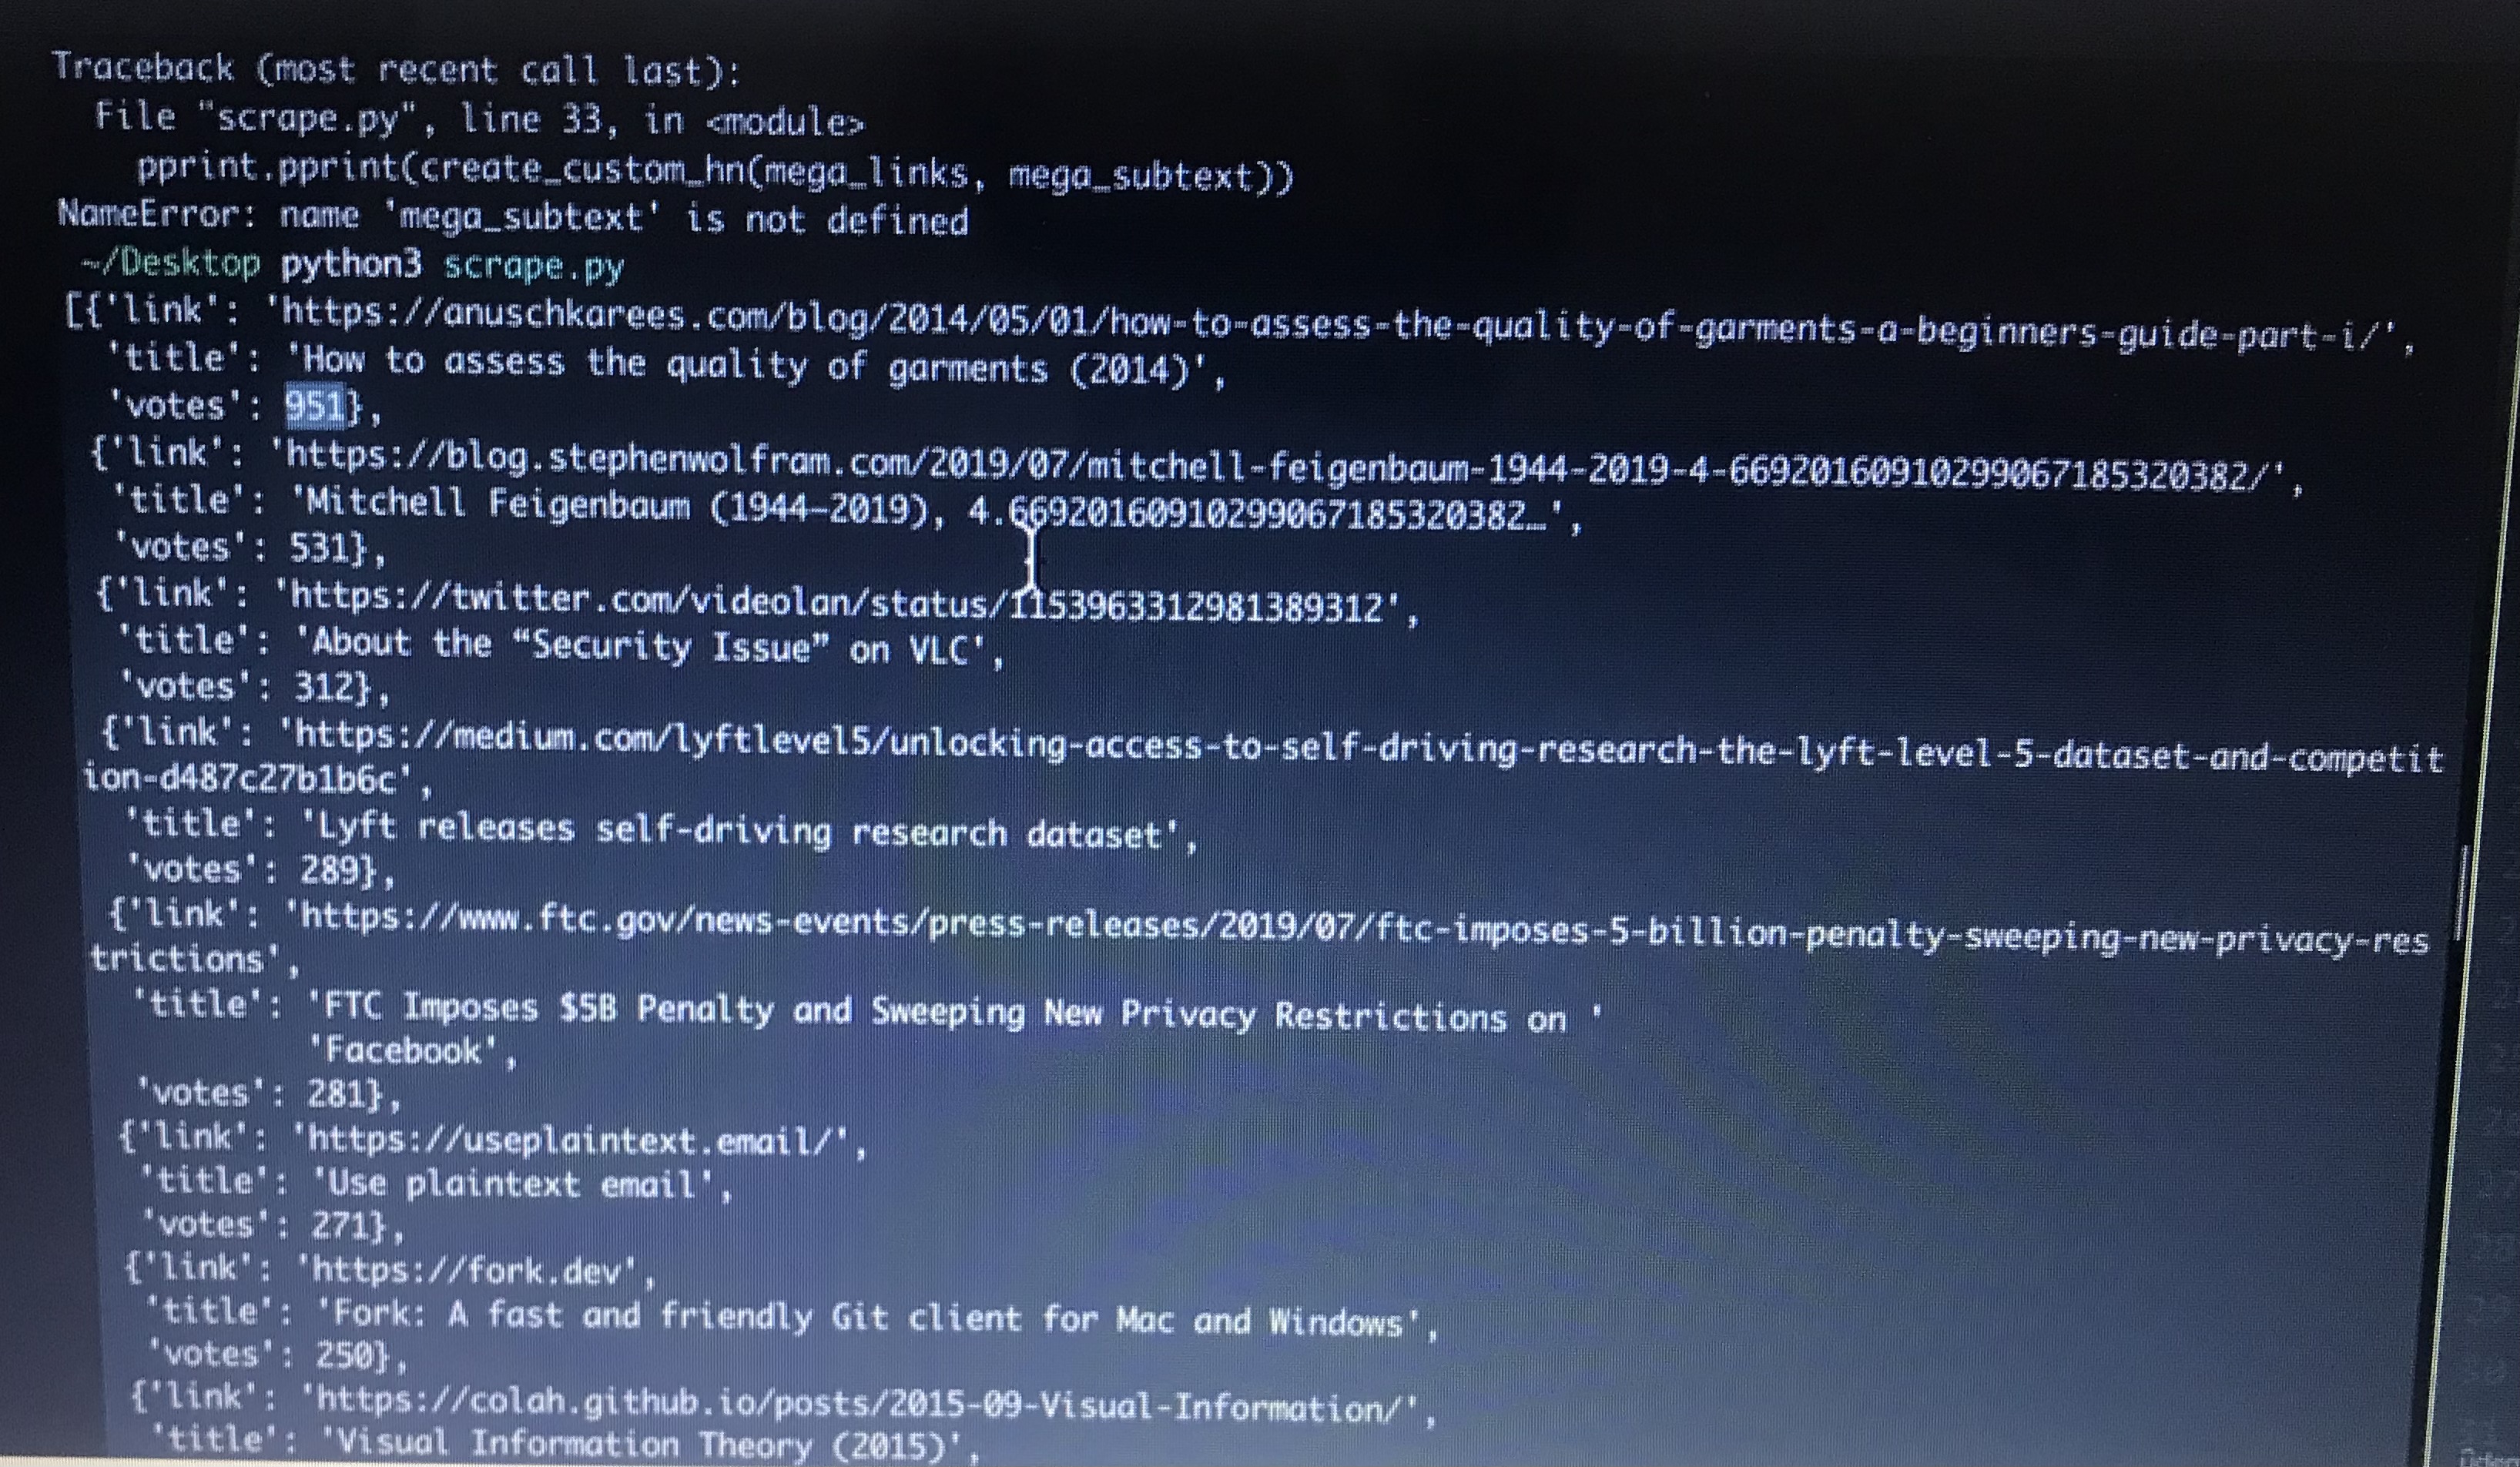 Traceback (most recent call last):
  File "scrape.py", line 33, in <module>
    pprint.pprint(create_custom_hn(mega_links, mega_subtext))
NameError: name 'mega_subtext' is not defined
 ~/Desktop python3 scrape.py
[{'link': 'https://anuschkarees.com/blog/2014/05/01/how-to-assess-the-quality-of-garments-a-beginners-guide-part-i/',
  'title': 'How to assess the quality of garments (2014)',
  'votes': 951},
 {'link': 'https://blog.stephenwolfram.com/2019/07/mitchell-feigenbaum-1944-2019-4-66920160910299067185320382/',
  'title': 'Mitchell Feigenbaum (1944–2019), 4.66920160910299067185320382…',
  'votes': 531},
 {'link': 'https://twitter.com/videolan/status/1153963312981389312',
  'title': 'About the “Security Issue” on VLC',
  'votes': 312},
 {'link': 'https://medium.com/lyftlevel5/unlocking-access-to-self-driving-research-the-lyft-level-5-dataset-and-competit
ion-d487c27b1b6c',
  'title': 'Lyft releases self-driving research dataset',
  'votes': 289},
 {'link': 'https://www.ftc.gov/news-events/press-releases/2019/07/ftc-imposes-5-billion-penalty-sweeping-new-privacy-res
trictions',
  'title': 'FTC Imposes $5B Penalty and Sweeping New Privacy Restrictions on '
           'Facebook',
  'votes': 281},
 {'link': 'https://useplaintext.email/',
  'title': 'Use plaintext email',
  'votes': 271},
 {'link': 'https://fork.dev',
  'title': 'Fork: A fast and friendly Git client for Mac and Windows',
  'votes': 250},
 {'link': 'https://colah.github.io/posts/2015-09-Visual-Information/',
  'title': 'Visual Information Theory (2015)',